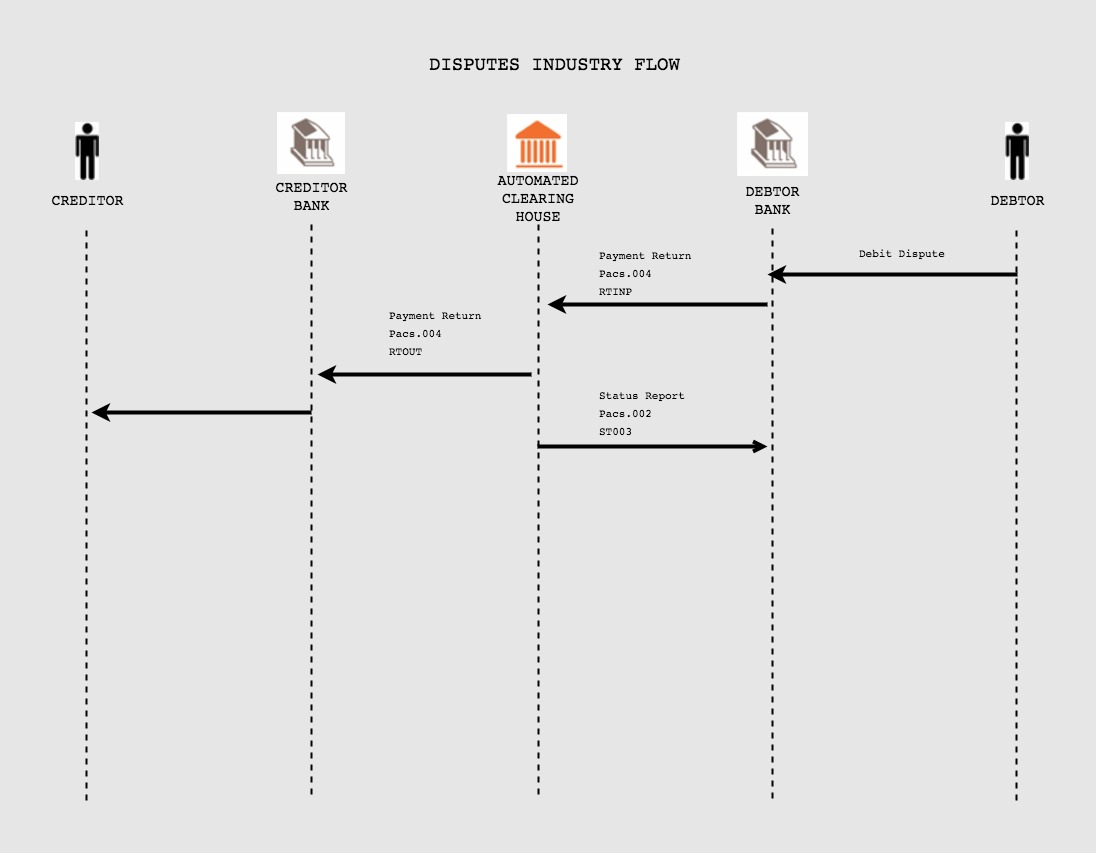 DISPUTES INDUSTRY FLOW
CREDITOR
CREDITOR
BANK
AUTOMATED
CLEARING
HOUSE
DEBTOR
BANK
DEBTOR
Debit Dispute
Payment Return
Pacs.004
RTINP
Payment Return
Pacs.004
RTOUT
Status Report
Pacs.002
ST003